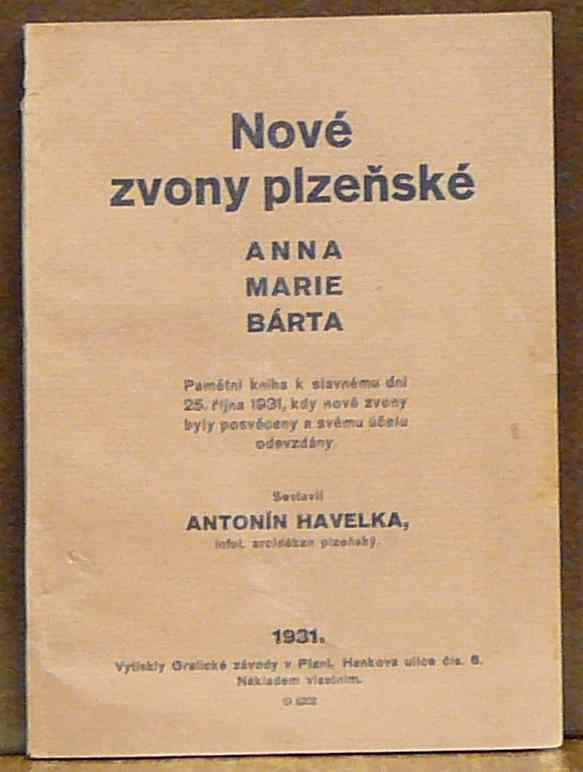 Nové
zvony plzeňské
ANNA
MARIE
BÁRTA
Pamětní kniha k slavnému dni
25. října 1931, kdy nové zvony
byly posvěceny a svému účelu
odevzdány.
Sestavil
ANTONÍN HAVELKA,
inful. arciděkan plzeňský.
1931.
Vytiskly Grafické závody v Plzni, Hankova ulice čís. 6.
Nákladem vlastním.